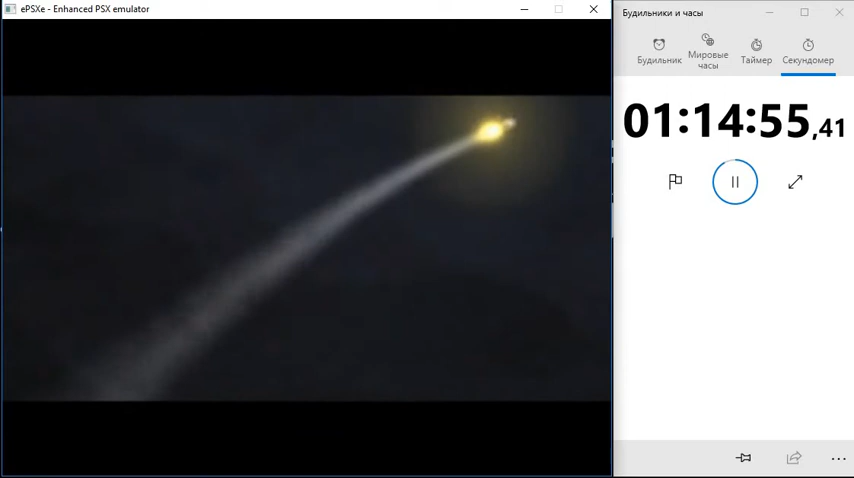 ePSXe - Enhanced PSX emulator
Будильники и часы
Будильник
Мировые
часы
Таймер
Секундомер
01:14:55,41